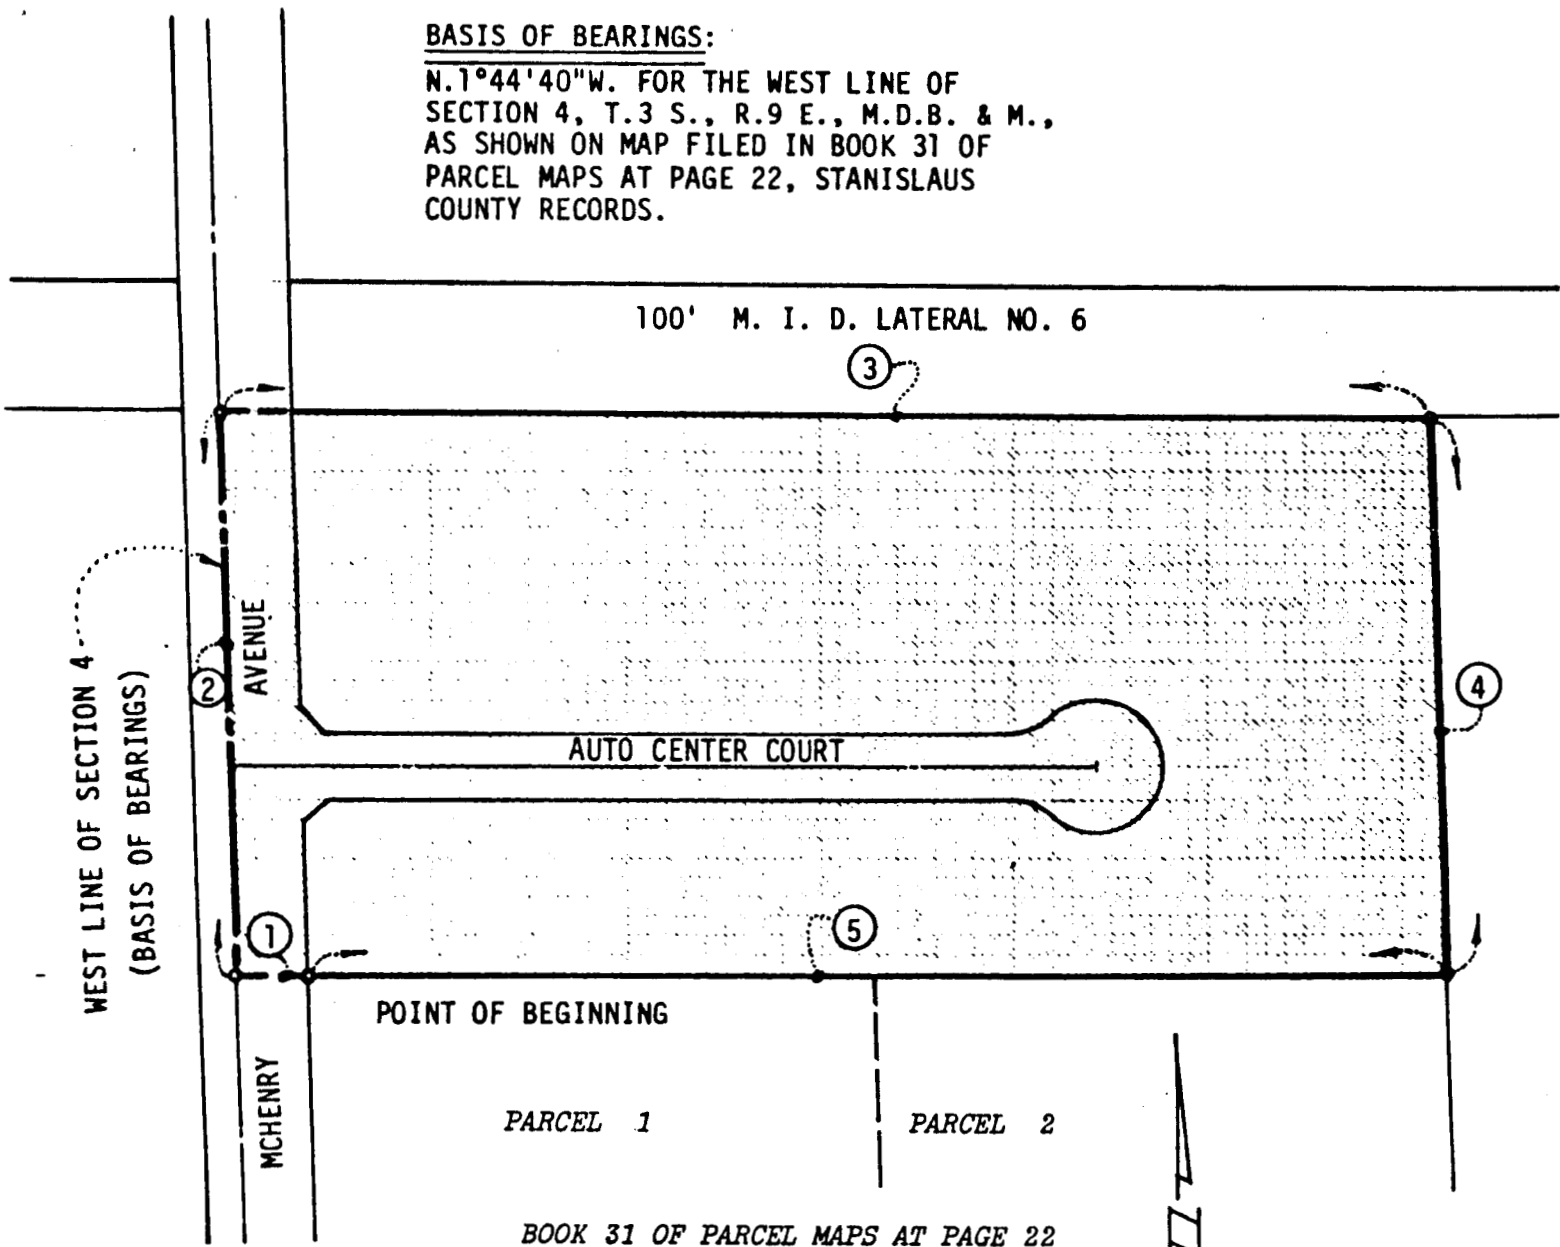 BASIS OF BEARINGS:
N.1°44'40"W. FOR THE WEST LINE OF
SECTION 4, T.3 S., R.9 E., M.D.B. & M.,
AS SHOWN ON MAP FILED IN BOOK 31 OF
PARCEL MAPS AT PAGE 22, STANISLAUS
COUNTY RECORDS.
100' M. I. D. LATERAL NO. 6
3
WEST LINE OF SECTION 4
(BASIS OF BEARINGS)
AVENUE
2
4
AUTO CENTER COURT
1
5
POINT OF BEGINNING
MCHENRY
PARCEL 1
PARCEL 2
BOOK 31 OF PARCEL MAPS AT PAGE 22